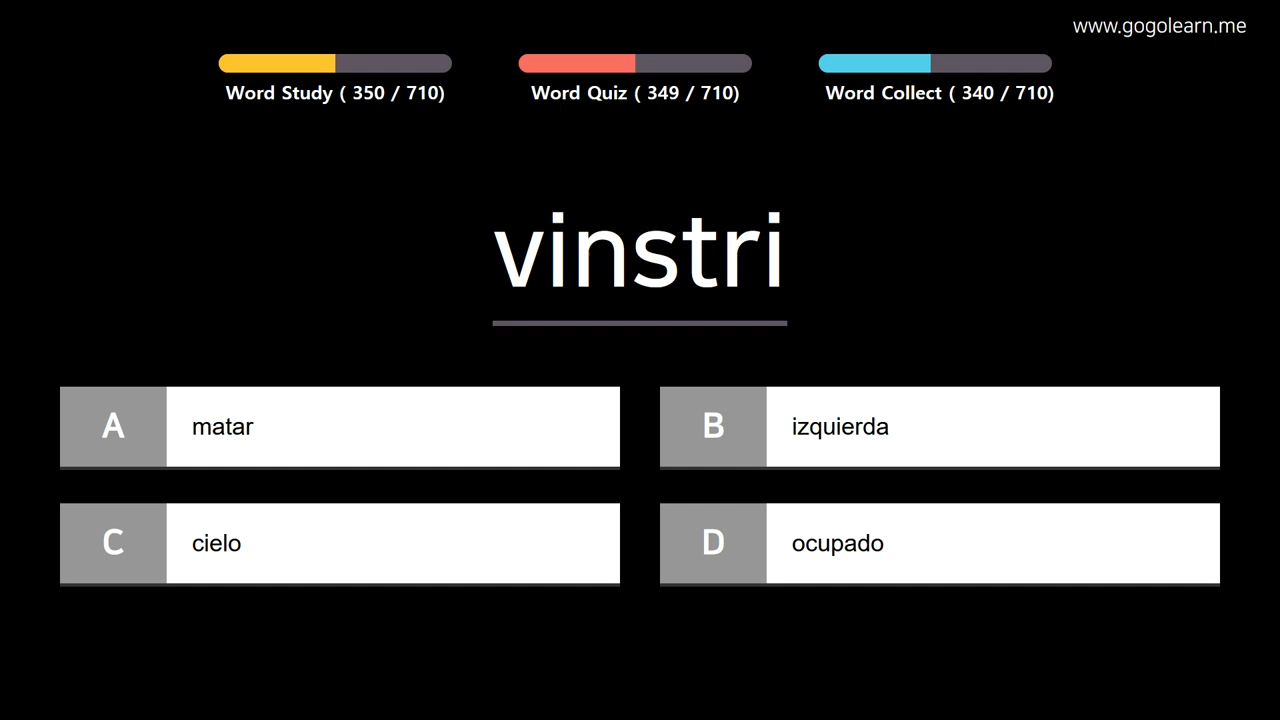 www.gogolearn.me
Word Study ( 350 / 710)
Word Quiz ( 349 / 710)
Word Collect ( 340 / 710)
vinstri
A matar
B izquierda
C cielo
D ocupado